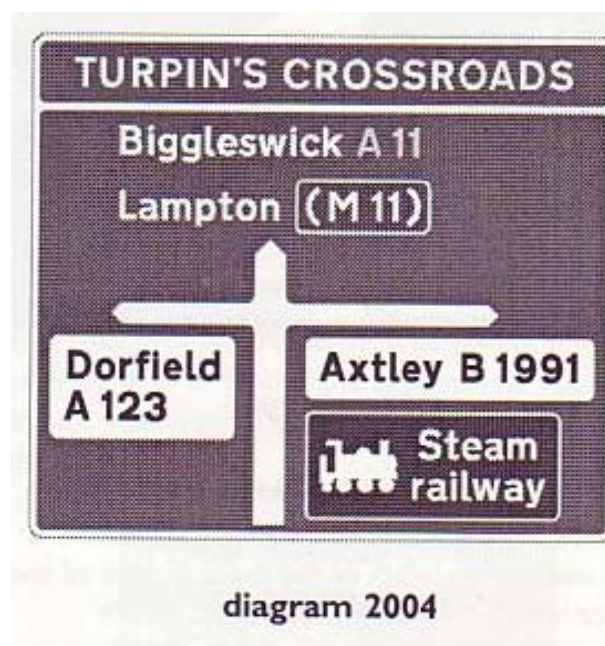 TURPIN'S CROSSROADS
Biggleswick A 11
Lampton (M 11)
Dorfield
A 123
Axtley B 1991
Steam
railway
diagram 2004